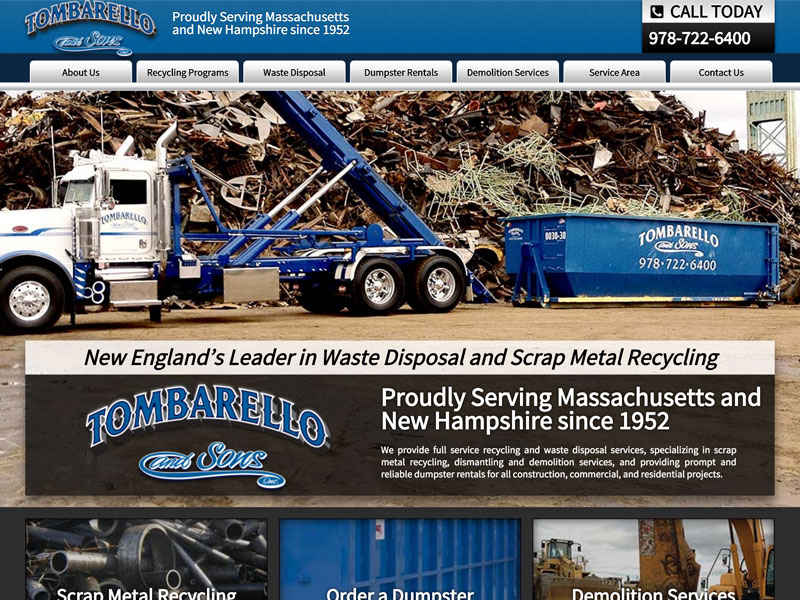 TOMBARELLO
and Sons
Inc.
Proudly Serving Massachusetts
and New Hampshire since 1952
CALL TODAY
978-722-6400
About Us
Recycling Programs
Waste Disposal
Dumpster Rentals
Demolition Services
Service Area
Contact Us
TOMBARELLO
and Sons
0030-30
TOMBARELLO
and Sons
978·722·6400
New England's Leader in Waste Disposal and Scrap Metal Recycling
TOMBARELLO
and Sons
Inc.
Proudly Serving Massachusetts and
New Hampshire since 1952
We provide full service recycling and waste disposal services, specializing in scrap
metal recycling, dismantling and demolition services, and providing prompt and
reliable dumpster rentals for all construction, commercial, and residential projects.
Scrap Metal Recycling
Order a Dumpster
Demolition Services